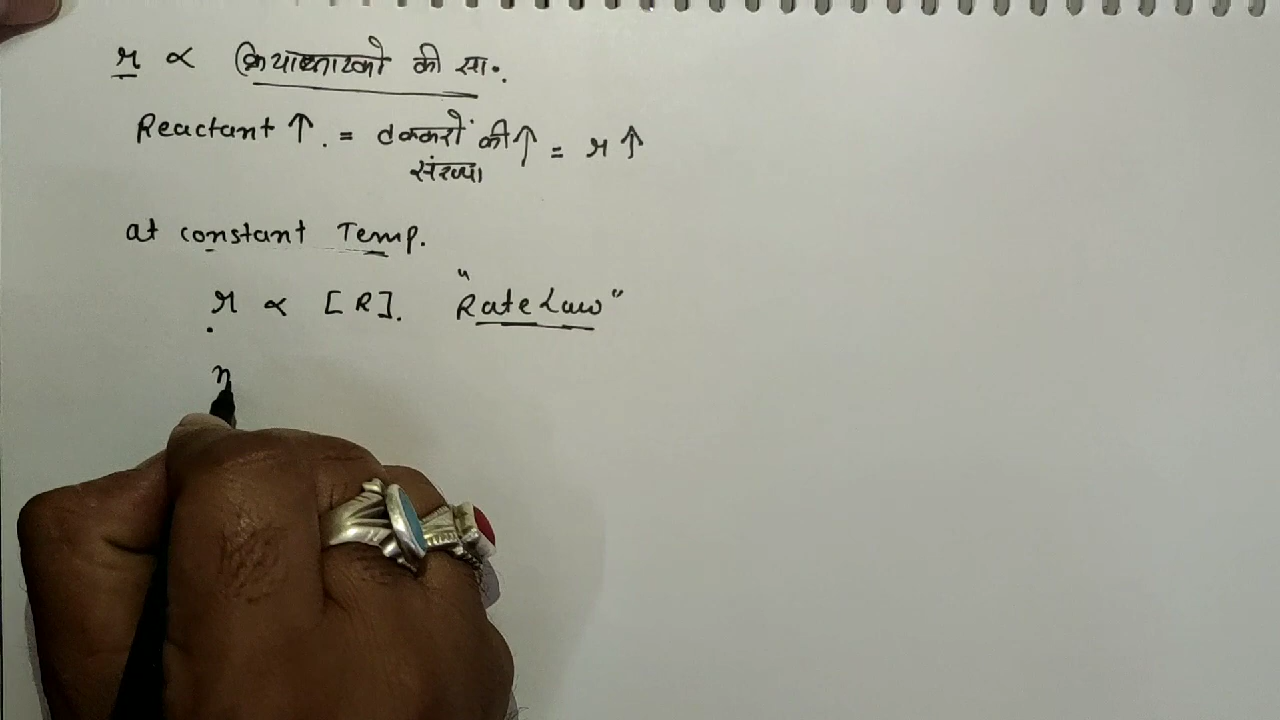 r ∝ क्रियाकारको की सा.
Reactant ↑ . = टक्करों की ↑ = r ↑
संख्या
at constant Temp.
r ∝ [R]. "Rate Law"